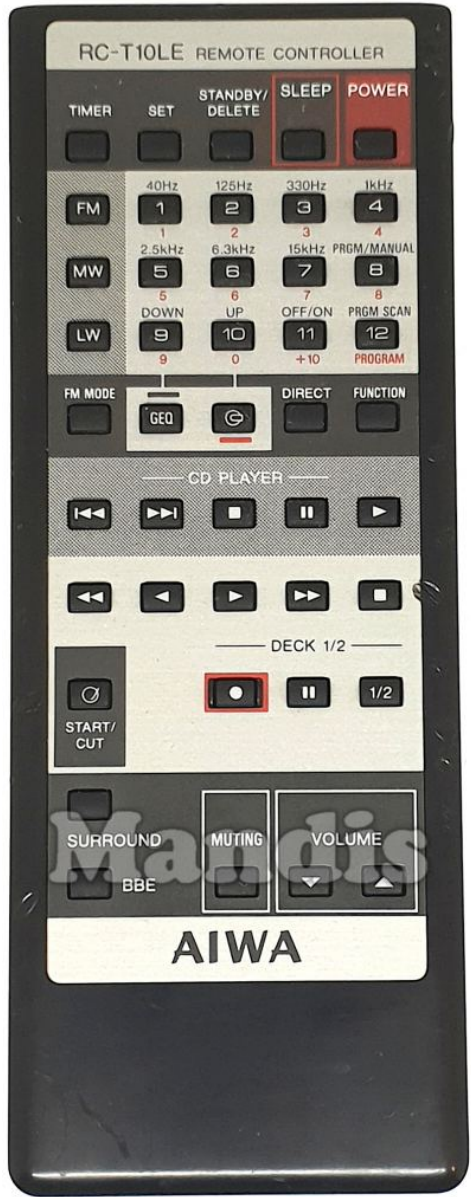 RC-T10LE REMOTE CONTROLLER
TIMER SET STANDBY/DELETE SLEEP POWER
40Hz 125Hz 330Hz 1kHz
FM 1 2 3 4
1 2 3 4
2.5kHz 6.3kHz 15kHz PRGM/MANUAL
MW 5 6 7 8
5 6 7 8
DOWN UP OFF/ON PRGM SCAN
LW 9 10 11 12
9 0 +10 PROGRAM
FM MODE DIRECT FUNCTION
GEQ
CD PLAYER
DECK 1/2
1/2
START/
CUT
SURROUND MUTING VOLUME
Mandis
BBE
AIWA